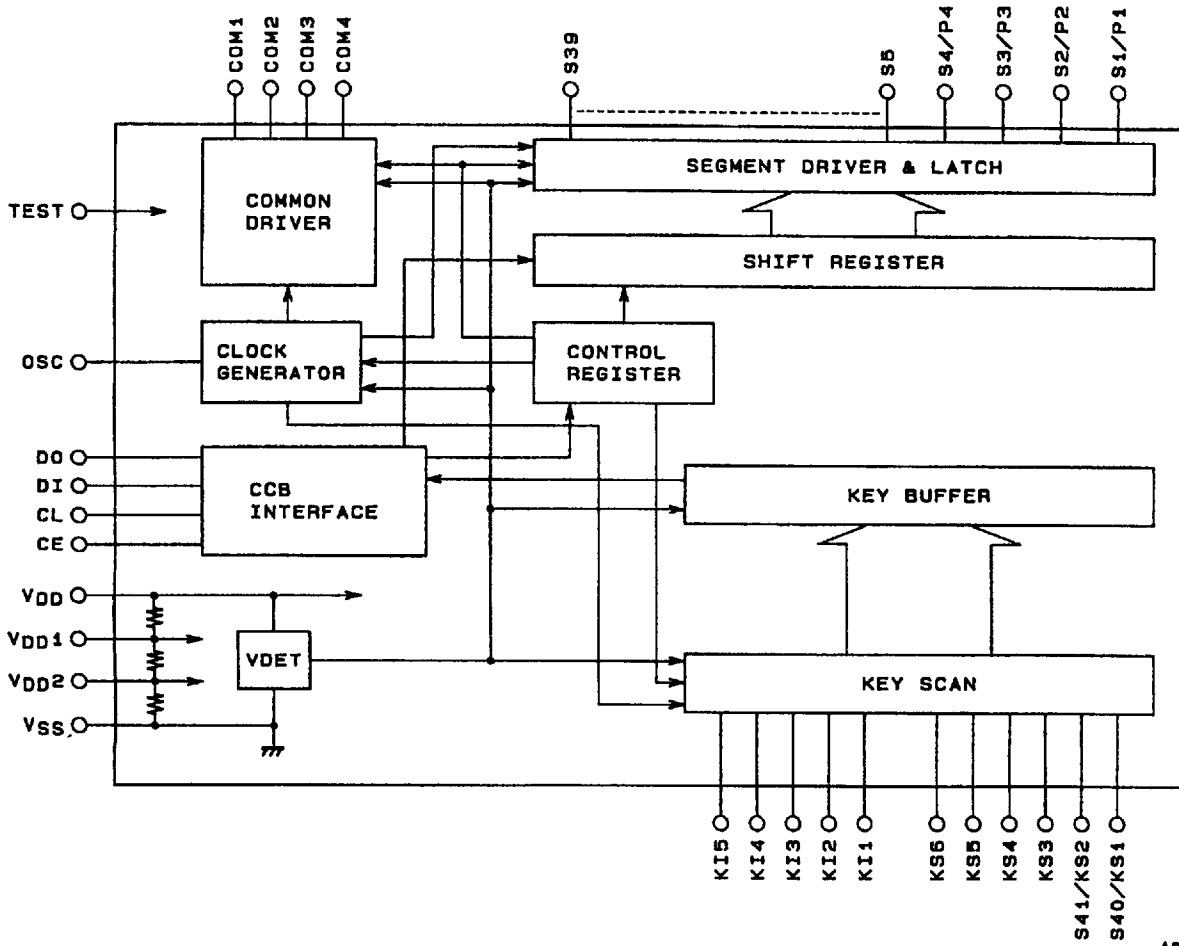 COM1
COM2
COM3
COM4
S39
S5
S4/P4
S3/P3
S2/P2
S1/P1
COMMON
DRIVER
SEGMENT DRIVER & LATCH
TEST
SHIFT REGISTER
OSC
CLOCK
GENERATOR
CONTROL
REGISTER
DO
DI
CL
CE
CCB
INTERFACE
KEY BUFFER
VDD
VDD1
VDD2
VSS
VDET
KEY SCAN
KI5
KI4
KI3
KI2
KI1
KS6
KS5
KS4
KS3
S41/KS2
S40/KS1